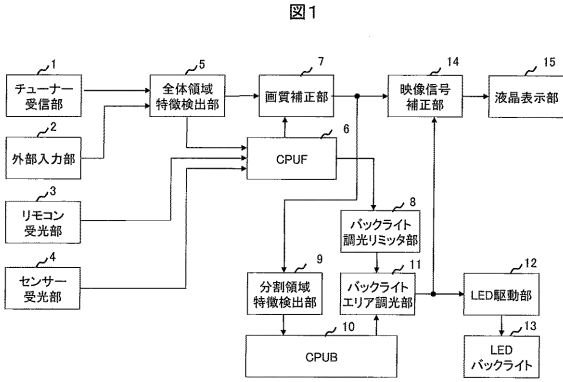 図1
1
チューナー
受信部
5
全体領域
特徴検出部
7
画質補正部
14
映像信号
補正部
15
液晶表示部
2
外部入力部
6
CPUF
3
リモコン
受光部
8
バックライト
調光リミッタ部
4
センサー
受光部
9
分割領域
特徴検出部
11
バックライト
エリア調光部
12
LED駆動部
10
CPUB
13
LED
バックライト